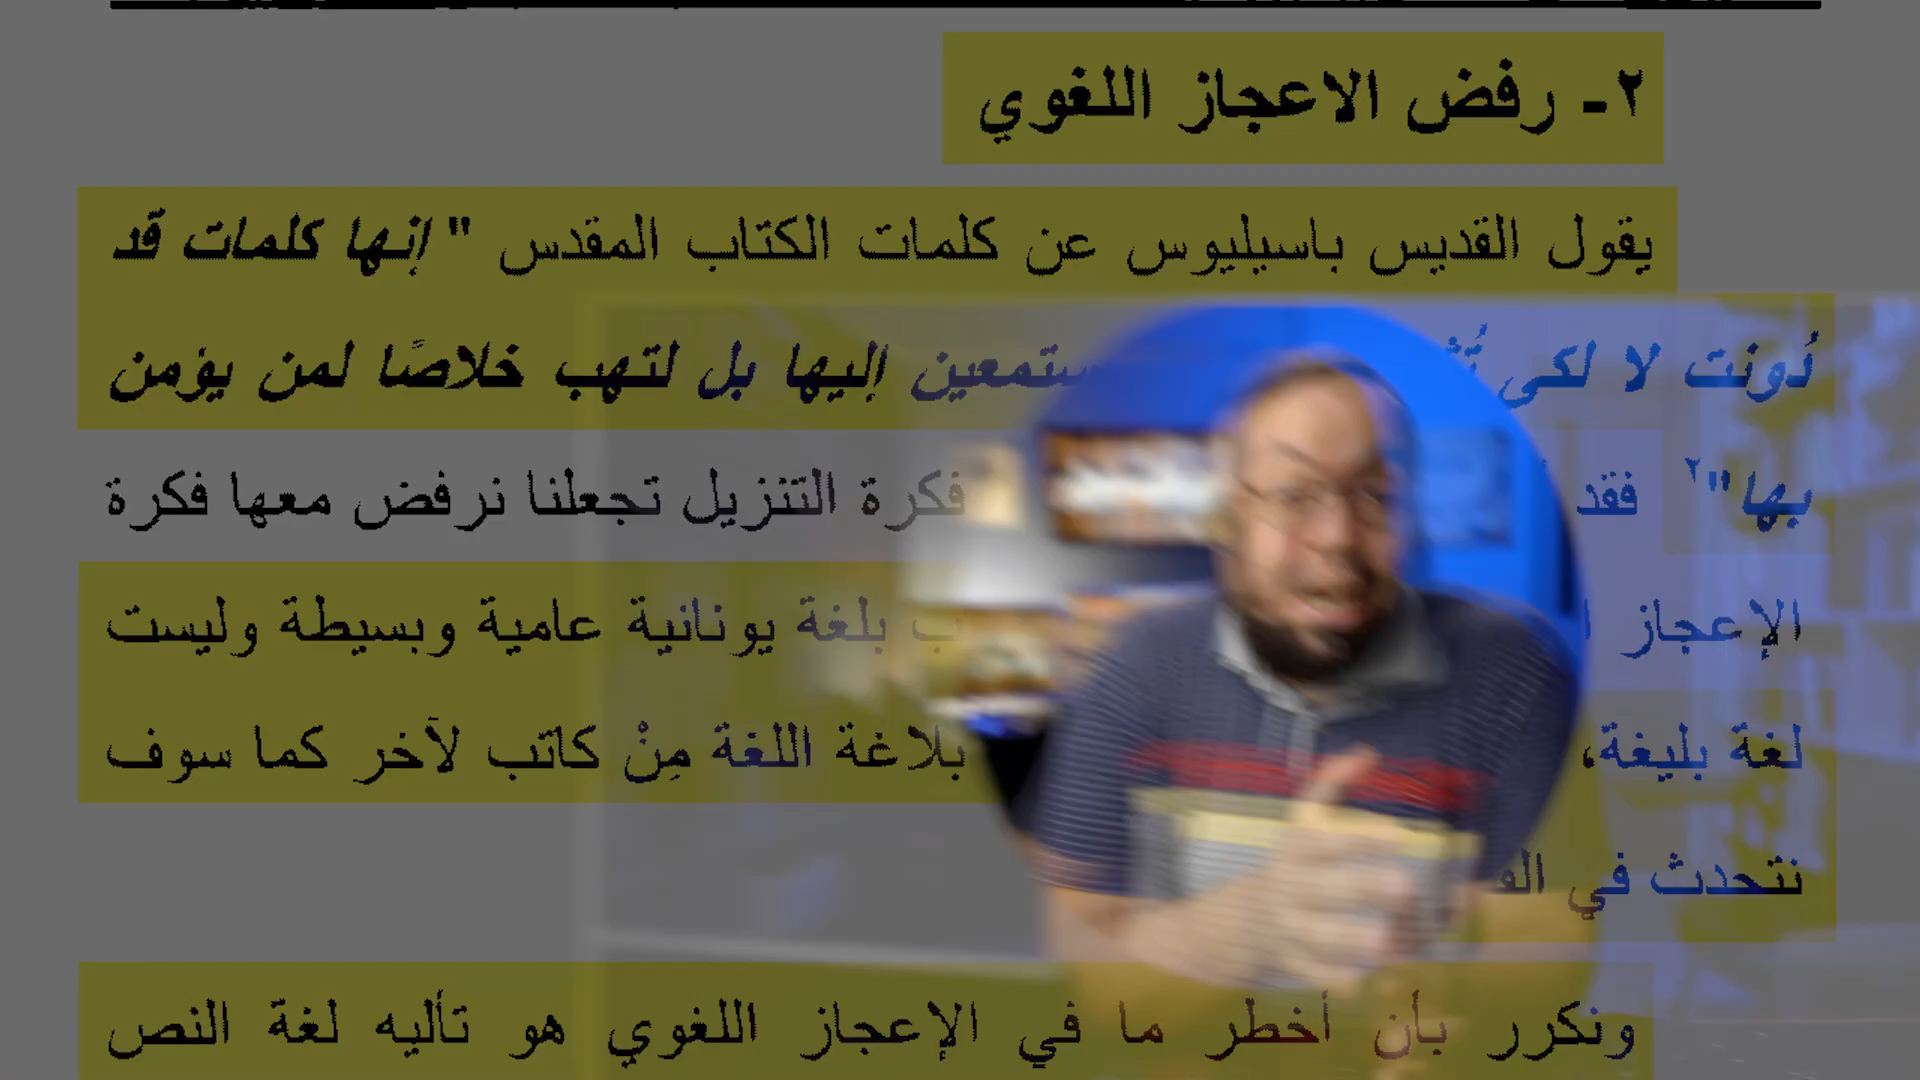 ٢- رفض الاعجاز اللغوي
يقول القديس باسيليوس عن كلمات الكتاب المقدس " إنها كلمات قد
دُونت لا لكي ستمعين إليها بل لتهب خلاصًا لمن يؤمن
بها"٢ فقد فكرة التنزيل تجعلنا نرفض معها فكرة
الإعجاز بلغة يونانية عامية وبسيطة وليست
لغة بليغة، بلاغة اللغة مِنْ كاتب لآخر كما سوف
نتحدث في
ونكرر بأن أخطر ما في الإعجاز اللغوي هو تأليه لغة النص